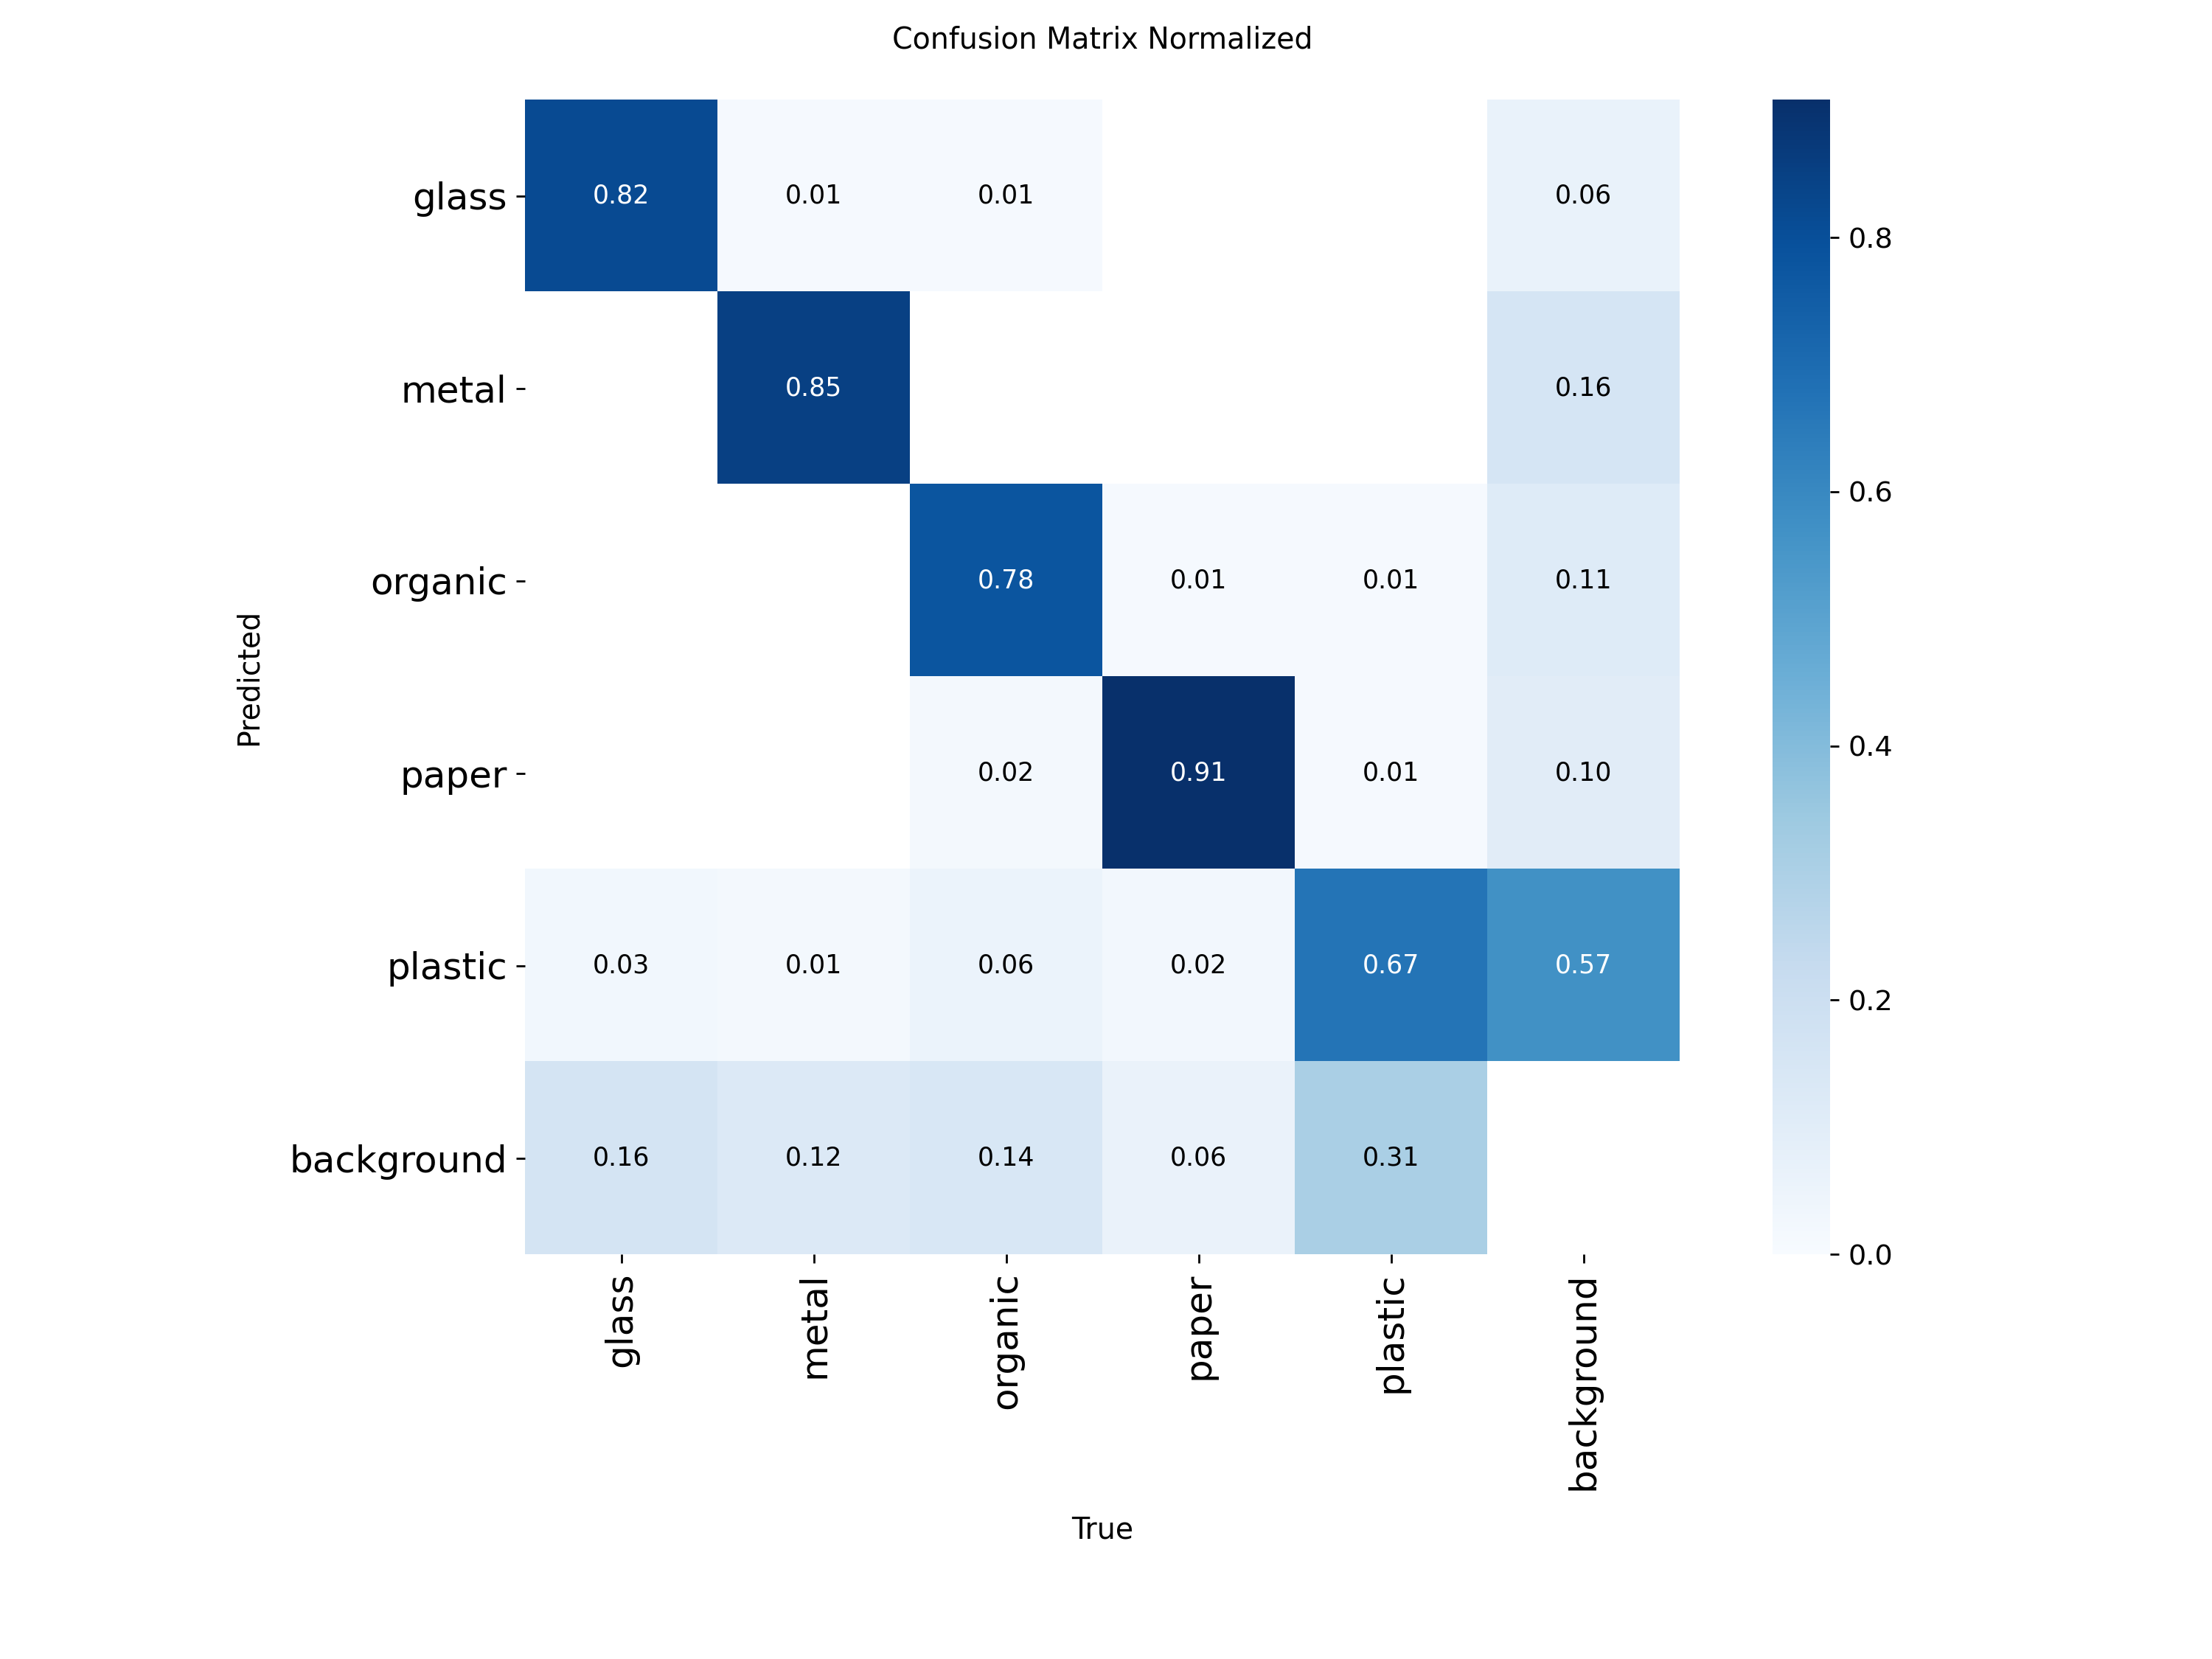 Confusion Matrix Normalized
glass 0.82 0.01 0.01 0.06
metal 0.85 0.16
organic 0.78 0.01 0.01 0.11
paper 0.02 0.91 0.01 0.10
plastic 0.03 0.01 0.06 0.02 0.67 0.57
background 0.16 0.12 0.14 0.06 0.31
glass metal organic paper plastic background
Predicted
True
0.8
0.6
0.4
0.2
0.0